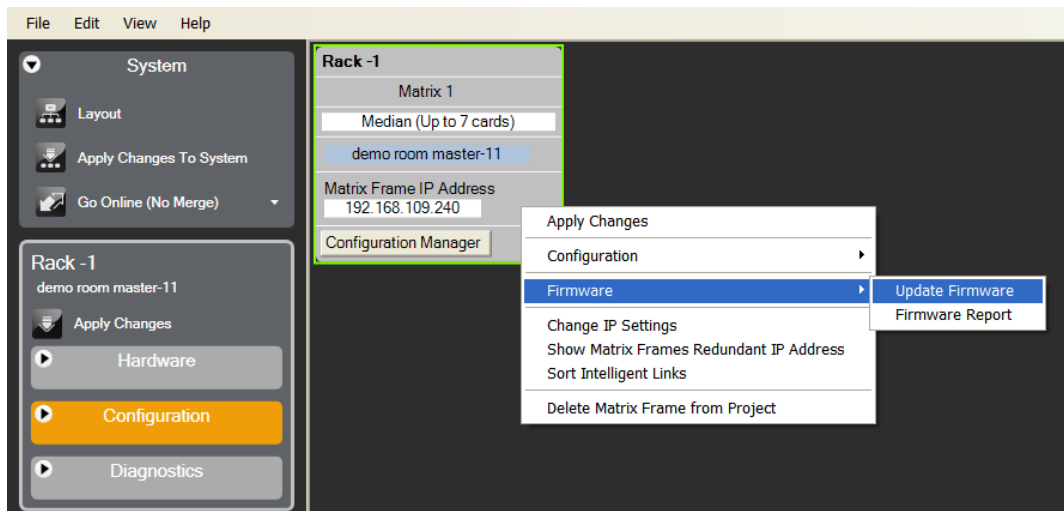 File Edit View Help
System
Layout
Apply Changes To System
Go Online (No Merge)
Rack -1
demo room master-11
Apply Changes
Hardware
Configuration
Diagnostics
Rack -1
Matrix 1
Median (Up to 7 cards)
demo room master-11
Matrix Frame IP Address
192.168.109.240
Configuration Manager
Apply Changes
Configuration
Firmware
Change IP Settings
Show Matrix Frames Redundant IP Address
Sort Intelligent Links
Delete Matrix Frame from Project
Update Firmware
Firmware Report